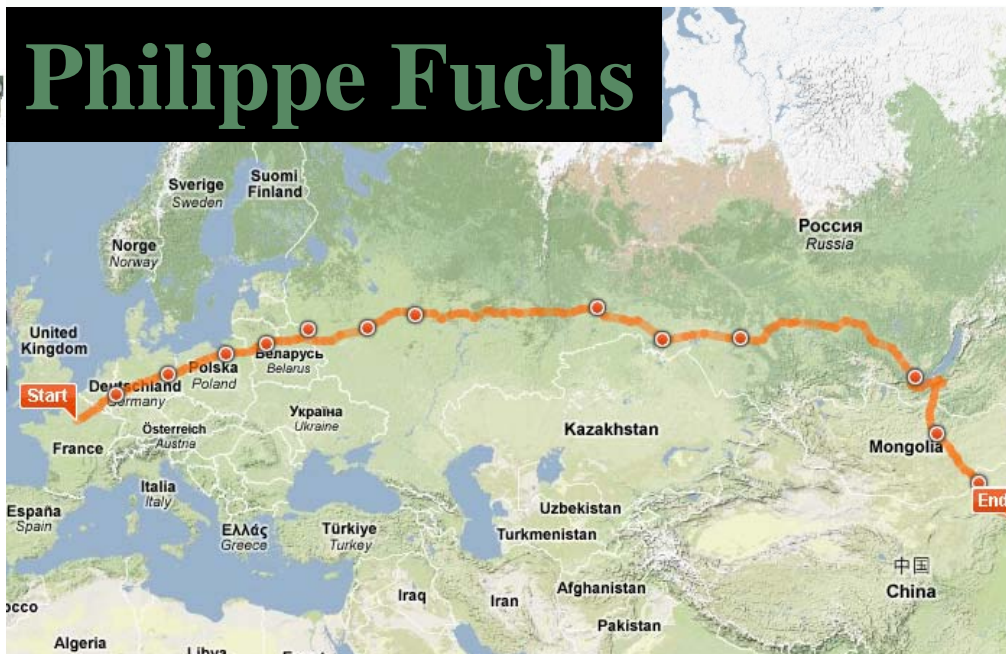 Philippe Fuchs
Suomi
Finland
Sverige
Sweden
Norge
Norway
Россия
Russia
United
Kingdom
Беларусь
Belarus
Polska
Poland
Deutschland
Germany
Start
Україна
Ukraine
Österreich
Austria
France
Kazakhstan
Mongolia
Italia
Italy
End
España
Spain
Uzbekistan
Ελλάς
Greece
Türkiye
Turkey
Turkmenistan
中国
China
Afghanistan
Iraq
Iran
occo
Pakistan
Algeria
Libya